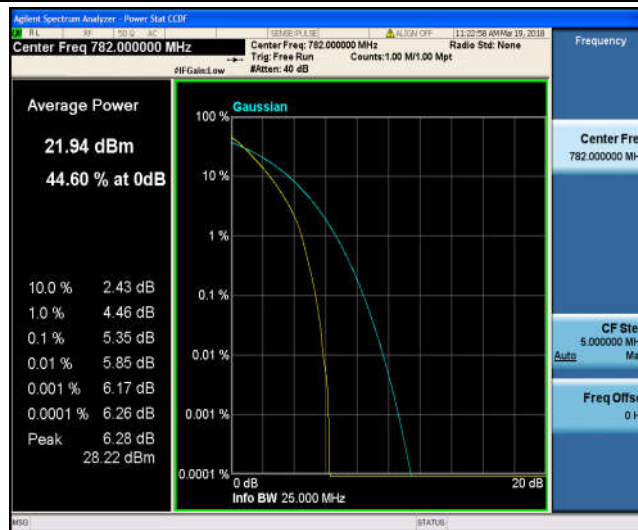 Agilent Spectrum Analyzer - Power Stat CCDF
RL RF 50 Ω AC SENSE:PULSE ALIGN OFF 11:22:58 AM Mar 19, 2018
Center Freq 782.000000 MHz
Center Freq: 782.000000 MHz
Radio Std: None
Trig: Free Run Counts:1.00 M/1.00 Mpt
#IFGain:Low
#Atten: 40 dB
Frequency
Average Power
21.94 dBm
44.60 % at 0dB
10.0 % 2.43 dB
1.0 % 4.46 dB
0.1 % 5.35 dB
0.01 % 5.85 dB
0.001 % 6.17 dB
0.0001 % 6.26 dB
Peak 6.28 dB
28.22 dBm
Gaussian
100 %
10 %
1 %
0.1 %
0.01 %
0.001 %
0.0001 %
0 dB
20 dB
Info BW 25.000 MHz
Center Fre
782.000000 MH
CF Ste
5.000000 MH
Auto Ma
Freq Offse
0 H
MSG
STATUS